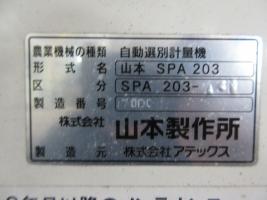 農業機械の種類 自動選別計量機
形式名 山本 SPA 203
区分 SPA 203-
製造番号
株式会社 山本製作所
製造元 株式会社 アテックス